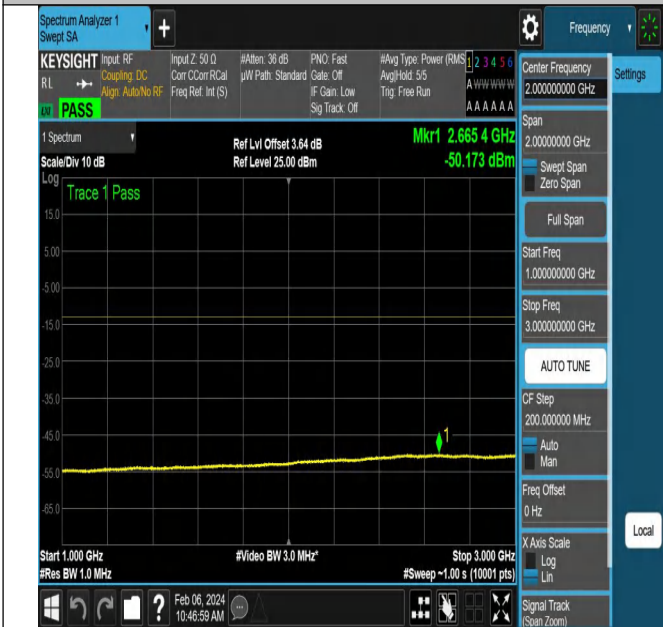 Spectrum Analyzer 1
Swept SA
+
Frequency
KEYSIGHT
RL
PASS
Input: RF
Coupling: DC
Align: Auto/No RF
Input Z: 50 Ω
Corr CCorr RCal
Freq Ref: Int (S)
#Atten: 36 dB
µW Path: Standard
PNO: Fast
Gate: Off
IF Gain: Low
Sig Track: Off
#Avg Type: Power (RMS
Avg|Hold: 5/5
Trig: Free Run
1 2 3 4 5 6
A W W W W W
A A A A A A
1 Spectrum
Scale/Div 10 dB
Ref Lvl Offset 3.64 dB
Ref Level 25.00 dBm
Mkr1 2.665 4 GHz
-50.173 dBm
Log
Trace 1 Pass
15.0
5.00
-5.00
-15.0
-25.0
-35.0
-45.0
-55.0
-65.0
1
Start 1.000 GHz
#Res BW 1.0 MHz
#Video BW 3.0 MHz*
Stop 3.000 GHz
#Sweep ~1.00 s (10001 pts)
Center Frequency
2.00000000 GHz
Settings
Span
2.00000000 GHz
Swept Span
Zero Span
Full Span
Start Freq
1.000000000 GHz
Stop Freq
3.000000000 GHz
AUTO TUNE
CF Step
200.000000 MHz
Auto
Man
Freq Offset
0 Hz
X Axis Scale
Log
Lin
Local
Signal Track
(Span Zoom)
?
Feb 06, 2024
10:46:59 AM